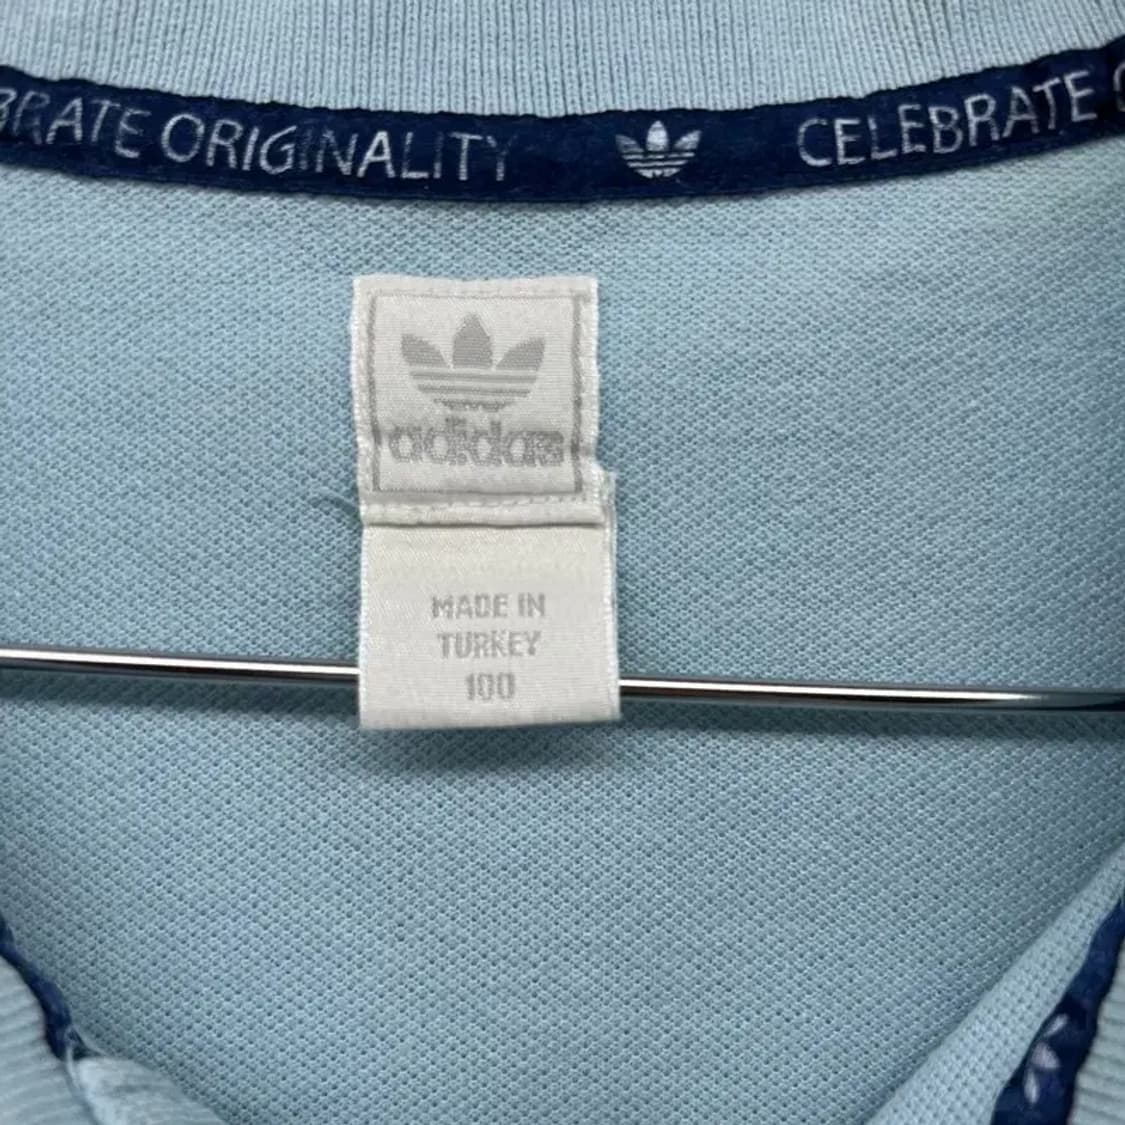 BRATE ORIGINALITY CELEBRATE
adidas
MADE IN
TURKEY
100